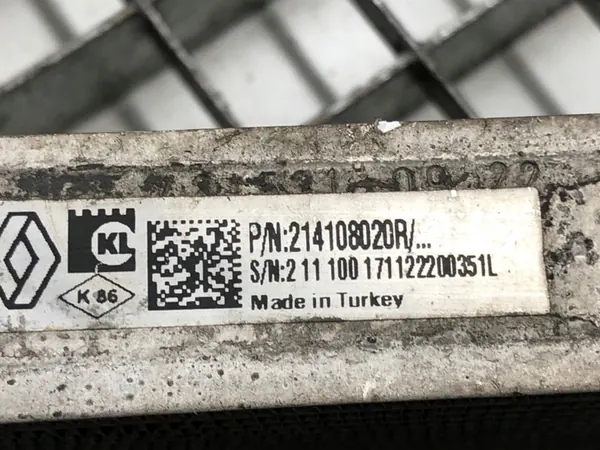 KL
K 86
P/N:214108020R/...
S/N:2 11 100 171122200351L
Made in Turkey